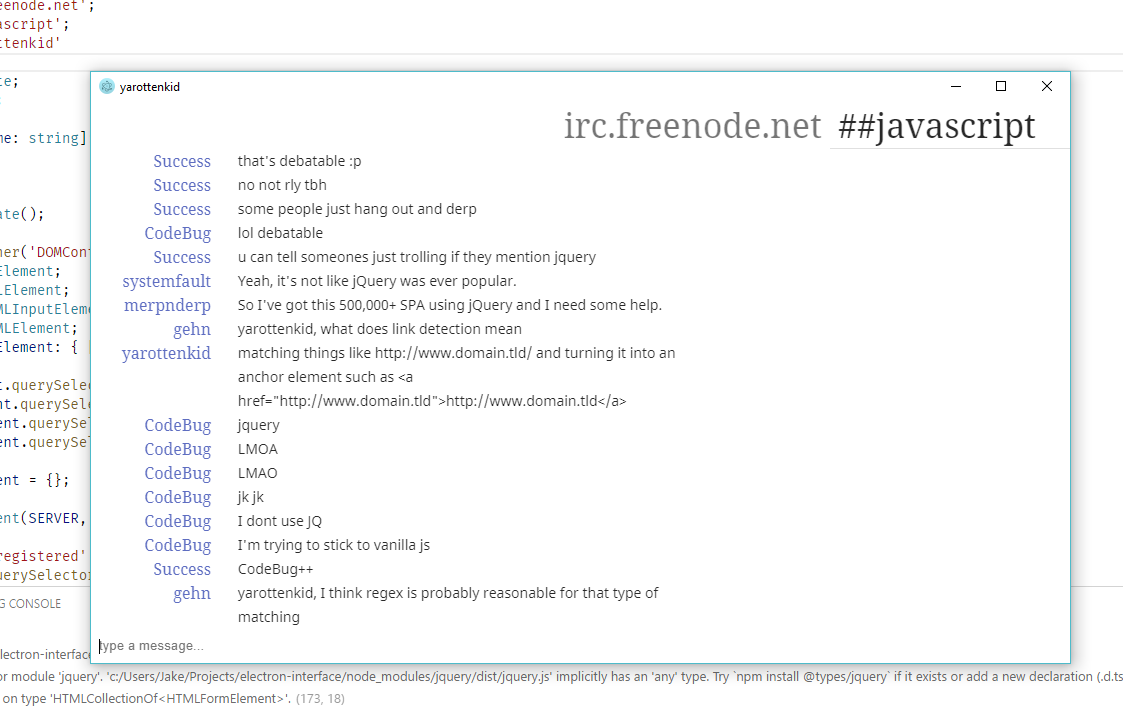 eenode.net';
ascript';
ttenkid'
te;
yarottenkid
irc.freenode.net ##javascript
ne: string]
ate();
ner('DOMCont
Element;
LElement;
MLInputEleme
MLElement;
Element: {
t.querySele
nt.querySel
ent.querySe
ent.querySel
ent = {};
ent(SERVER,
registered'
uerySelector
Success that's debatable :p
Success no not rly tbh
Success some people just hang out and derp
CodeBug lol debatable
Success u can tell someones just trolling if they mention jquery
systemfault Yeah, it's not like jQuery was ever popular.
merpnderp So I've got this 500,000+ SPA using jQuery and I need some help.
gehn yarottenkid, what does link detection mean
yarottenkid matching things like http://www.domain.tld/ and turning it into an
anchor element such as <a
href="http://www.domain.tld">http://www.domain.tld</a>
CodeBug jquery
CodeBug LMOA
CodeBug LMAO
CodeBug jk jk
CodeBug I dont use JQ
CodeBug I'm trying to stick to vanilla js
Success CodeBug++
gehn yarottenkid, I think regex is probably reasonable for that type of
matching
type a message...
G CONSOLE
lectron-interface
or module 'jquery'. 'c:/Users/Jake/Projects/electron-interface/node_modules/jquery/dist/jquery.js' implicitly has an 'any' type. Try `npm install @types/jquery` if it exists or add a new declaration (.d.ts
on type 'HTMLCollectionOf<HTMLFormElement>'. (173, 18)